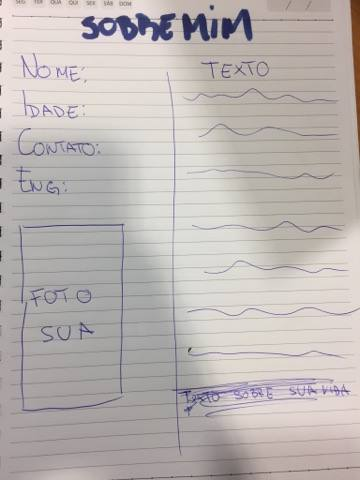 SEG TER QUA QUI SEX SÁB DOM
SOBRE MIM
NOME:
IDADE:
CONTATO:
ENG:
FOTO
SUA
TEXTO
TEXTO SOBRE SUA VIDA